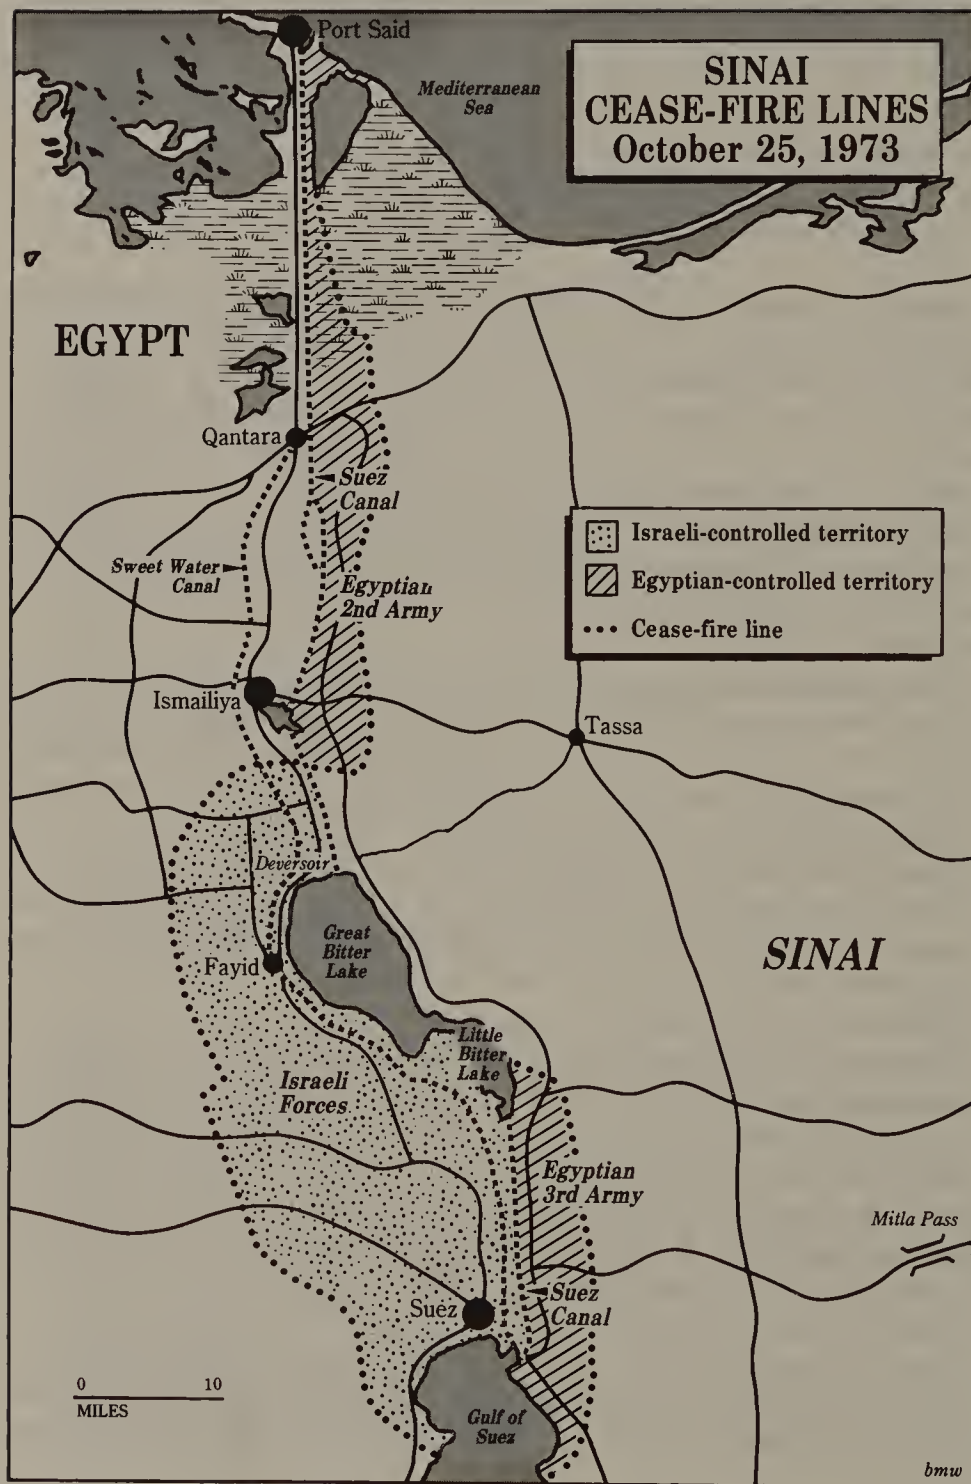 Port Said
Mediterranean
Sea
SINAI
CEASE-FIRE LINES
October 25, 1973
EGYPT
Qantara
Suez
Canal
Israeli-controlled territory
Egyptian-controlled territory
Cease-fire line
Sweet Water
Canal
Egyptian
2nd Army
Ismailiya
Tassa
Deversoir
Great
Bitter
Lake
SINAI
Fayid
Little
Bitter
Lake
Israeli
Forces
Egyptian
3rd Army
Mitla Pass
Suez
Canal
Suez
0 10
MILES
Gulf of
Suez
bmw